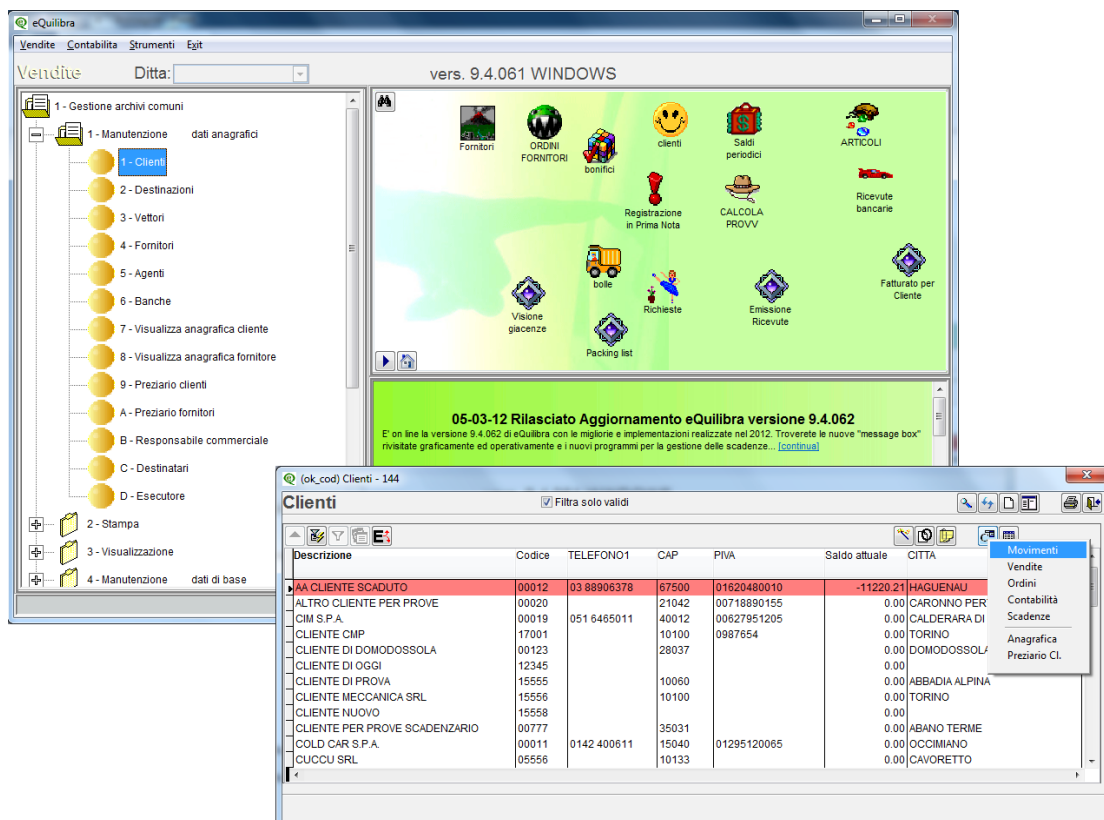 eQuilibra
Vendite Contabilita Strumenti Exit
Vendite Ditta: vers. 9.4.061 WINDOWS
1 - Gestione archivi comuni
1 - Manutenzione dati anagrafici
1 - Clienti
2 - Destinazioni
3 - Vettori
4 - Fornitori
5 - Agenti
6 - Banche
7 - Visualizza anagrafica cliente
8 - Visualizza anagrafica fornitore
9 - Preziario clienti
A - Preziario fornitori
B - Responsabile commerciale
C - Destinatari
D - Esecutore
2 - Stampa
3 - Visualizzazione
4 - Manutenzione dati di base
Fornitori
ORDINI
FORNITORI
bonifici
clienti
Saldi
periodici
ARTICOLI
Registrazione
in Prima Nota
CALCOLA
PROVV
Ricevute
bancarie
bolle
Visione
giacenze
Richieste
Emissione
Ricevute
Fatturato per
Cliente
Packing list
05-03-12 Rilasciato Aggiornamento eQuilibra versione 9.4.062
E' on line la versione 9.4.062 di eQuilibra con le migliorie e implementazioni realizzate nel 2012. Troverete le nuove "message box"
rivisitate graficamente ed operativamente e i nuovi programmi per la gestione delle scadenze... [continua]
(ok_cod) Clienti - 144
Clienti Filtra solo validi
Descrizione Codice TELEFONO1 CAP PIVA Saldo attuale CITTA
AA CLIENTE SCADUTO 00012 03 88906378 67500 01620480010 -11220.21 HAGUENAU
ALTRO CLIENTE PER PROVE 00020 21042 00718890155 0.00 CARONNO PER
CIM S.P.A. 00019 051 6465011 40012 00627951205 0.00 CALDERARA DI
CLIENTE CMP 17001 10100 0987654 0.00 TORINO
CLIENTE DI DOMODOSSOLA 00123 28037 0.00 DOMODOSSOLA
CLIENTE DI OGGI 12345 0.00
CLIENTE DI PROVA 15555 10060 0.00 ABBADIA ALPINA
CLIENTE MECCANICA SRL 15556 10100 0.00 TORINO
CLIENTE NUOVO 15558 0.00
CLIENTE PER PROVE SCADENZARIO 00777 35031 0.00 ABANO TERME
COLD CAR S.P.A. 00011 0142 400611 15040 01295120065 0.00 OCCIMIANO
CUCCU SRL 05556 10133 0.00 CAVORETTO
Movimenti
Vendite
Ordini
Contabilità
Scadenze
Anagrafica
Preziario Cl.